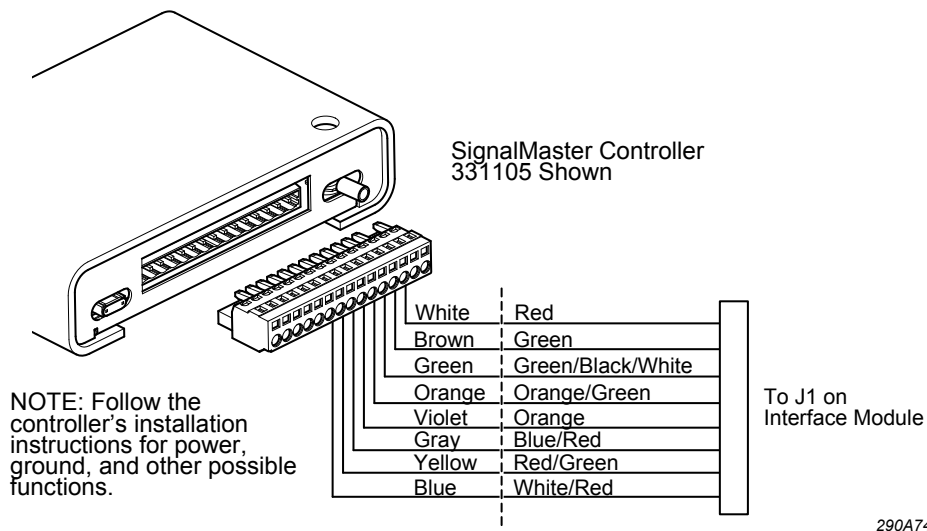 SignalMaster Controller
331105 Shown
White Red
Brown Green
Green Green/Black/White
Orange Orange/Green
Violet Orange
Gray Blue/Red
Yellow Red/Green
Blue White/Red
To J1 on
Interface Module
NOTE: Follow the
controller's installation
instructions for power,
ground, and other possible
functions.